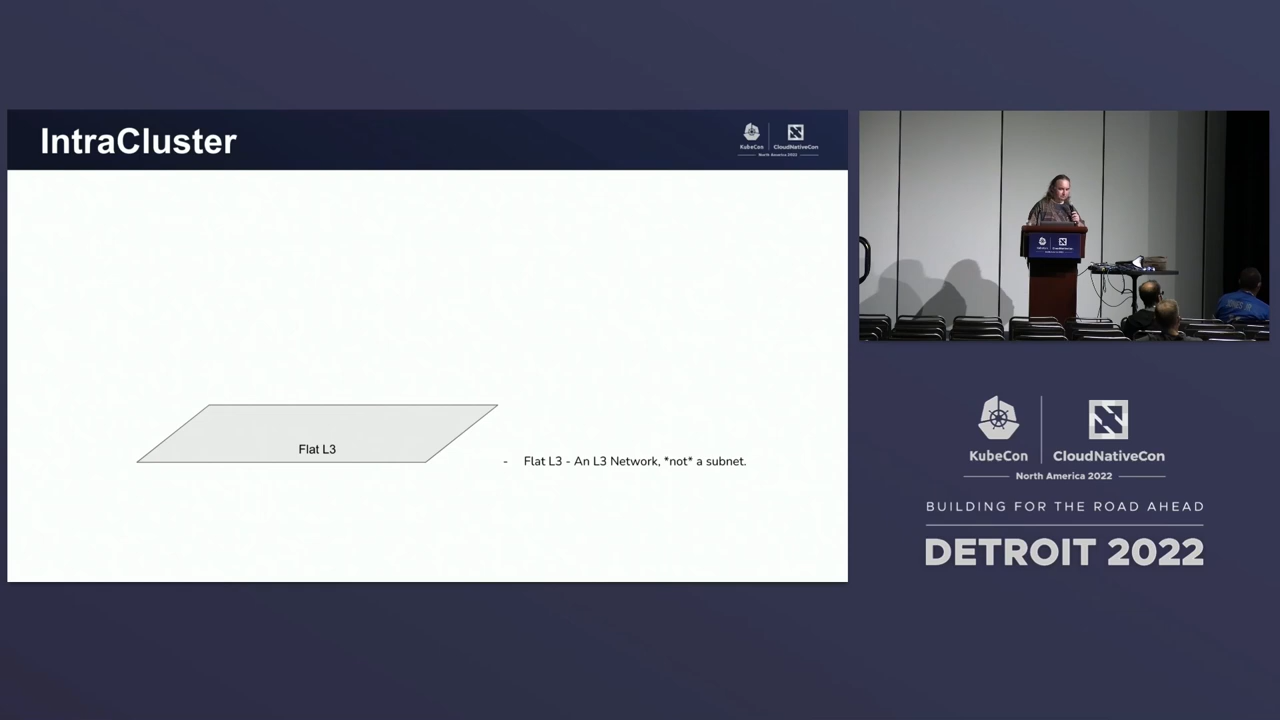 IntraCluster
KubeCon
CloudNativeCon
North America 2022
Flat L3
- Flat L3 - An L3 Network, *not* a subnet.
KubeCon
CloudNativeCon
North America 2022
BUILDING FOR THE ROAD AHEAD
DETROIT 2022